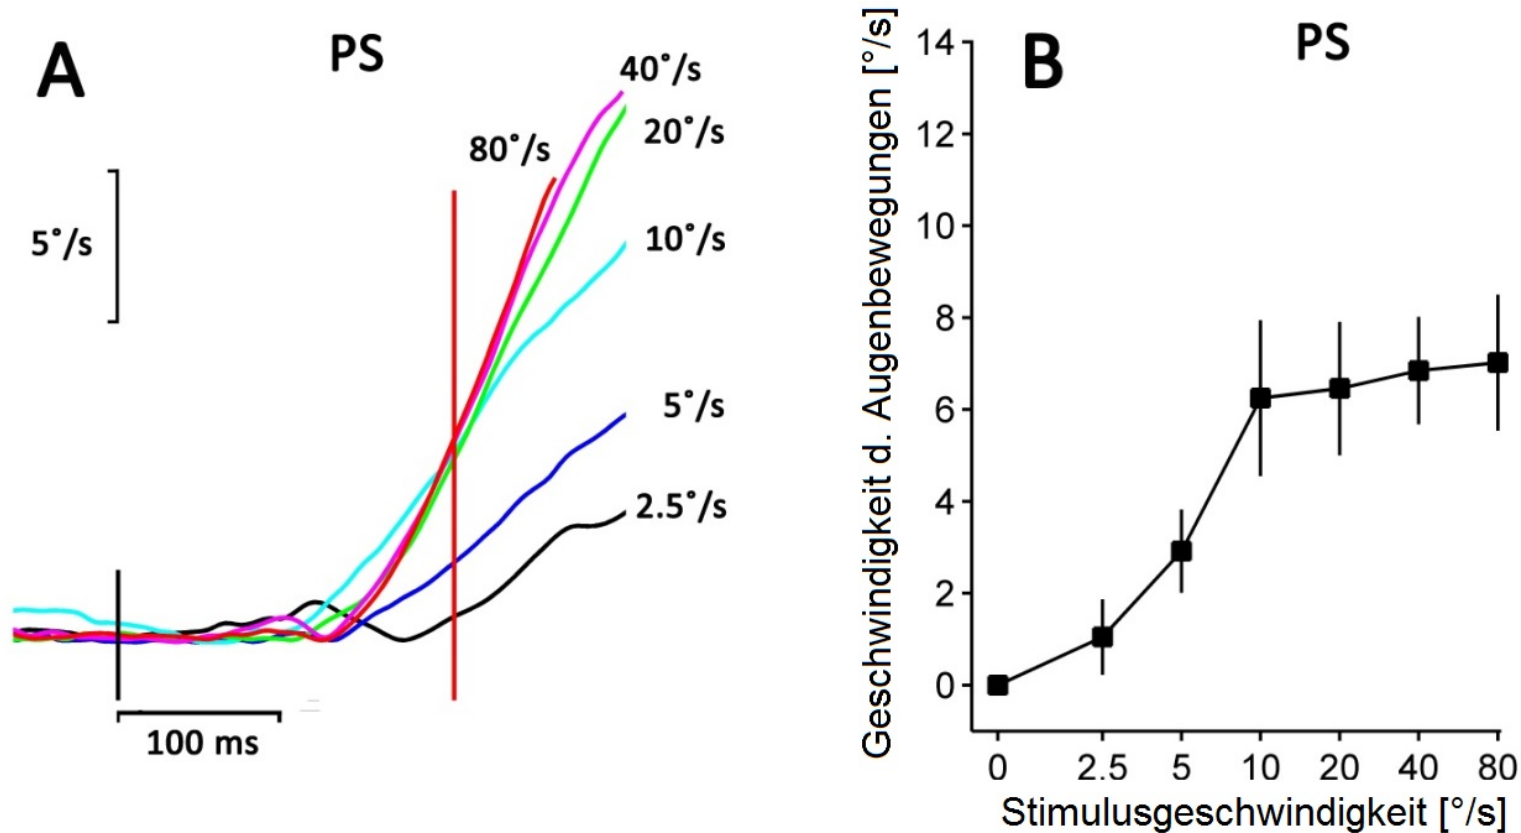 A
PS
40°/s
20°/s
80°/s
10°/s
5°/s
5°/s
2.5°/s
100 ms
B
PS
Geschwindigkeit d. Augenbewegungen [°/s]
14
12
10
8
6
4
2
0
0 2.5 5 10 20 40 80
Stimulusgeschwindigkeit [°/s]